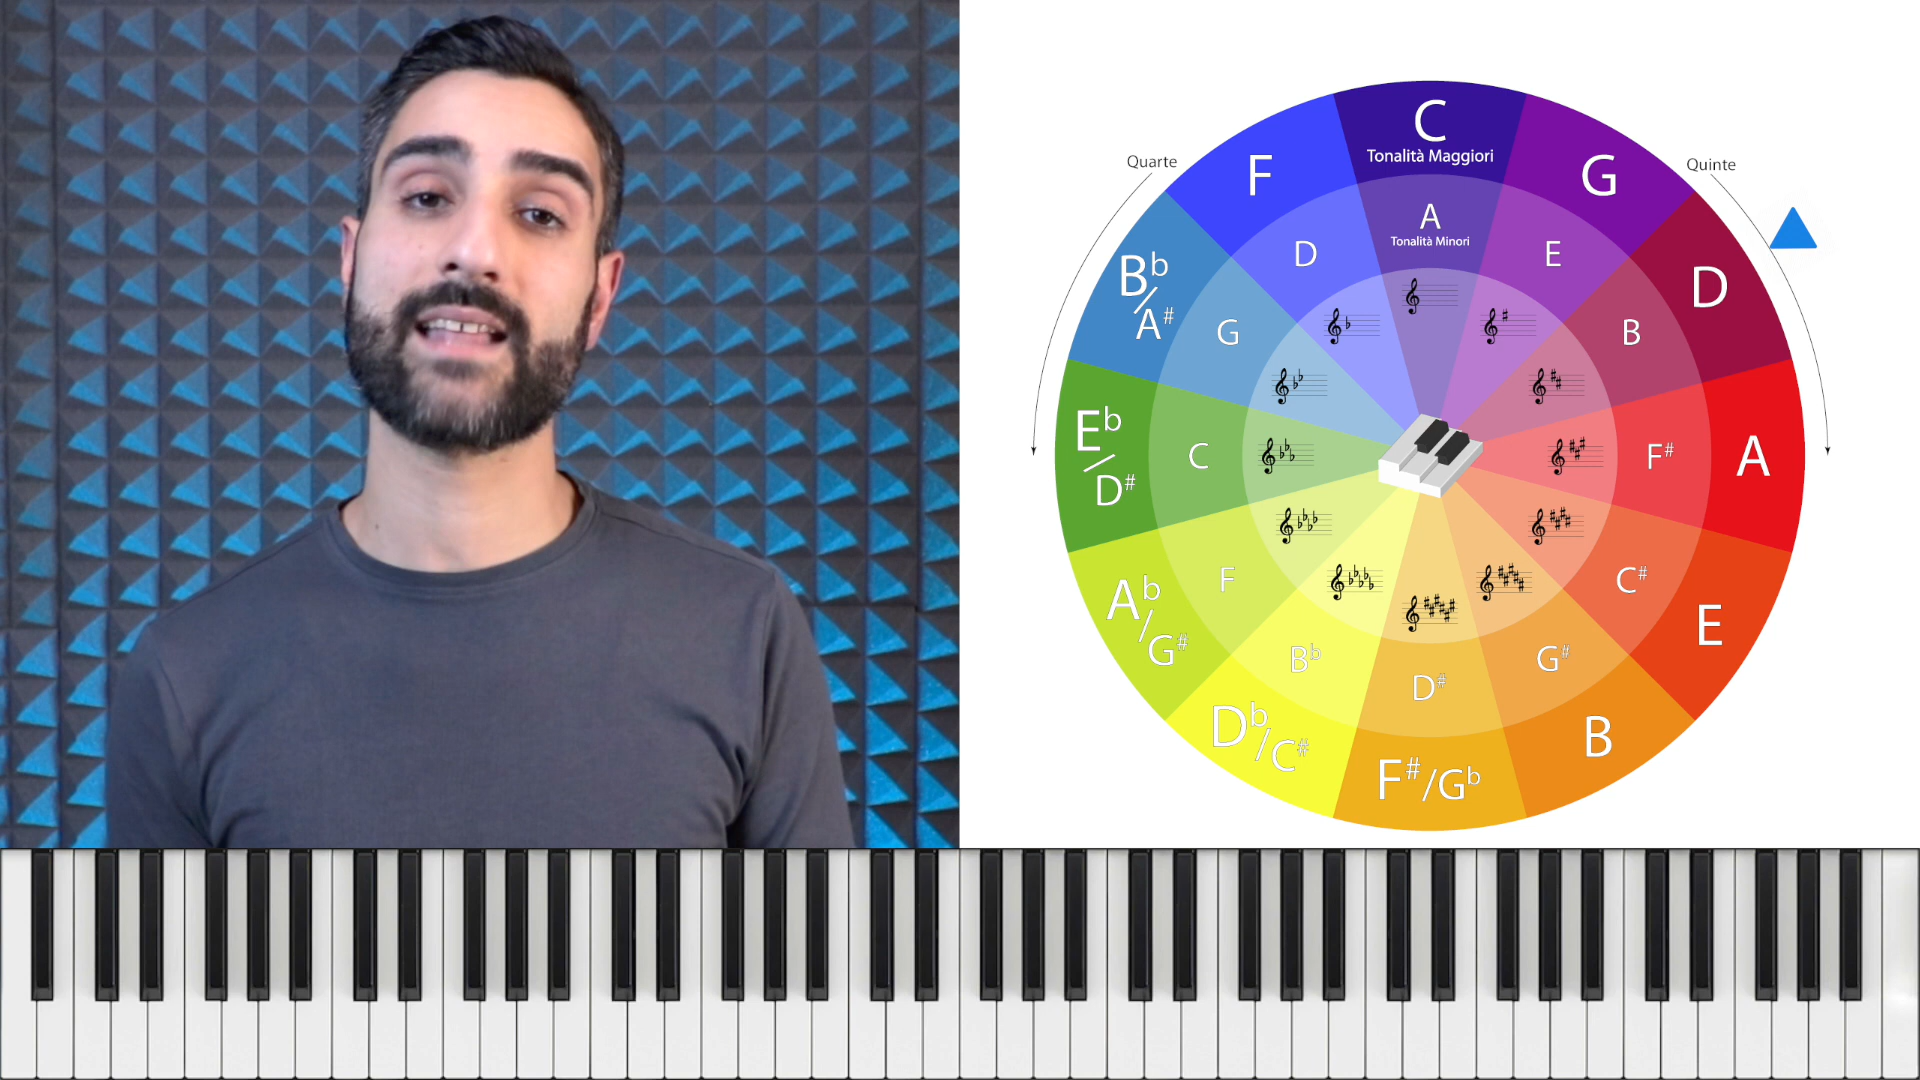 C
Tonalità Maggiori
F
G
Quarte
Quinte
A
Tonalità Minori
D
E
Bb/A#
D
G
B
Eb/D#
C
F#
A
Ab/G#
F
C#
E
Bb
G#
D#
Db/C#
B
F#/Gb